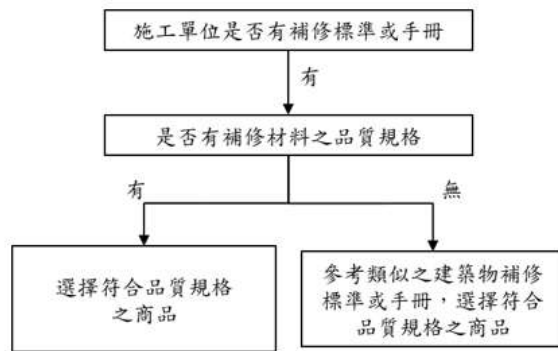 施工單位是否有補修標準或手冊
有
是否有補修材料之品質規格
有
無
選擇符合品質規格
之商品
參考類似之建築物補修
標準或手冊，選擇符合
品質規格之商品